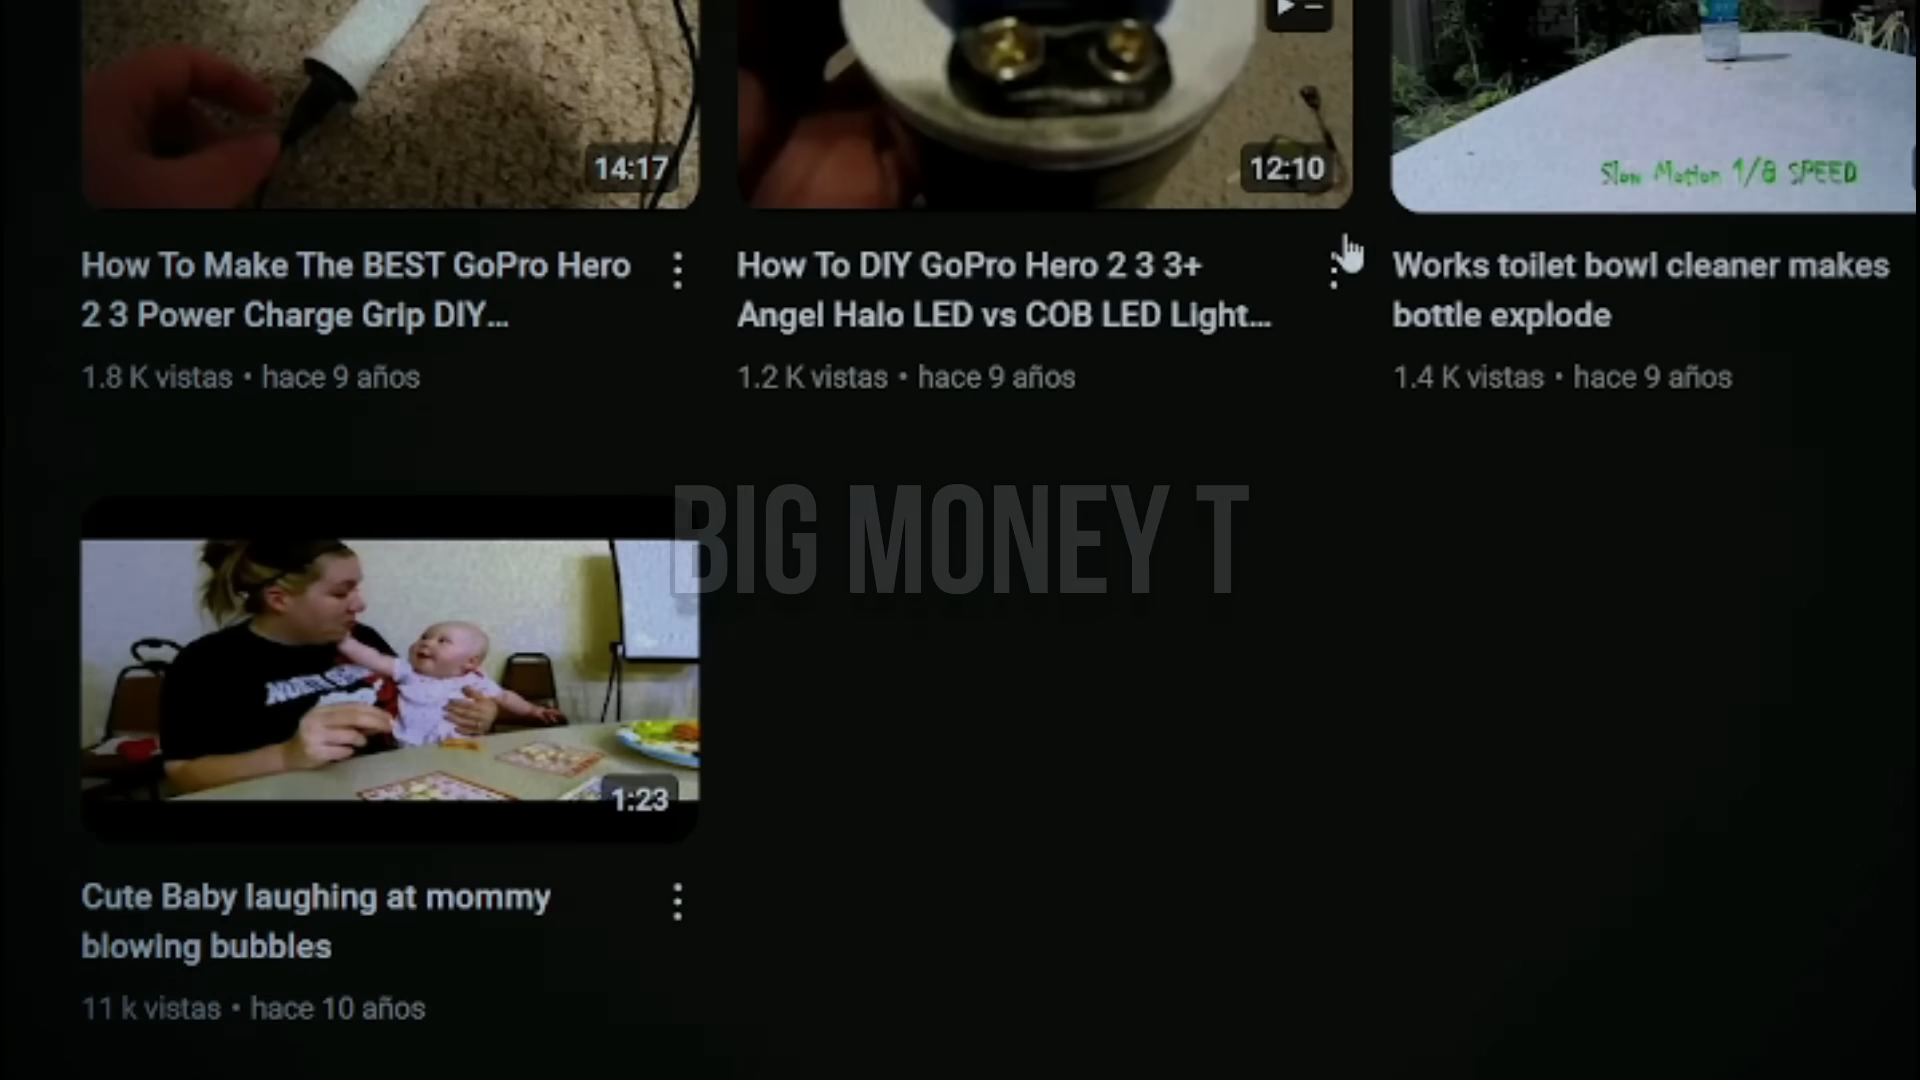 14:17
12:10
Slow Motion 1/8 SPEED
How To Make The BEST GoPro Hero
2 3 Power Charge Grip DIY...
1.8 K vistas • hace 9 años
How To DIY GoPro Hero 2 3 3+
Angel Halo LED vs COB LED Light...
1.2 K vistas • hace 9 años
Works toilet bowl cleaner makes
bottle explode
1.4 K vistas • hace 9 años
BIG MONEY T
1:23
Cute Baby laughing at mommy
blowing bubbles
11 k vistas • hace 10 años